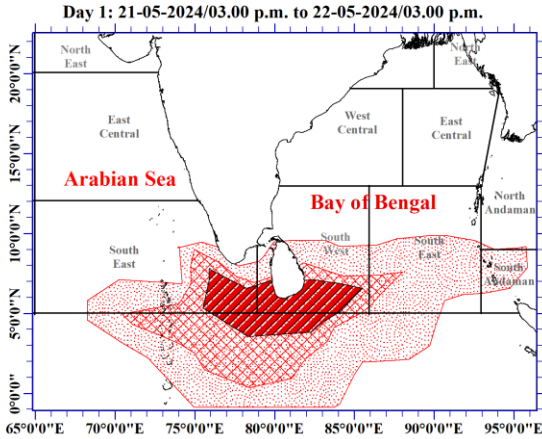 Day 1: 21-05-2024/03.00 p.m. to 22-05-2024/03.00 p.m.
North
East
North
East
20°0'0"N
East
Central
West
Central
East
Central
15°0'0"N
Arabian Sea
Bay of Bengal
North
Andaman
10°0'0"N
South
East
South
West
South
East
South
Andaman
5°0'0"N
0°0'0"
65°0'0"E 70°0'0"E 75°0'0"E 80°0'0"E 85°0'0"E 90°0'0"E 95°0'0"E